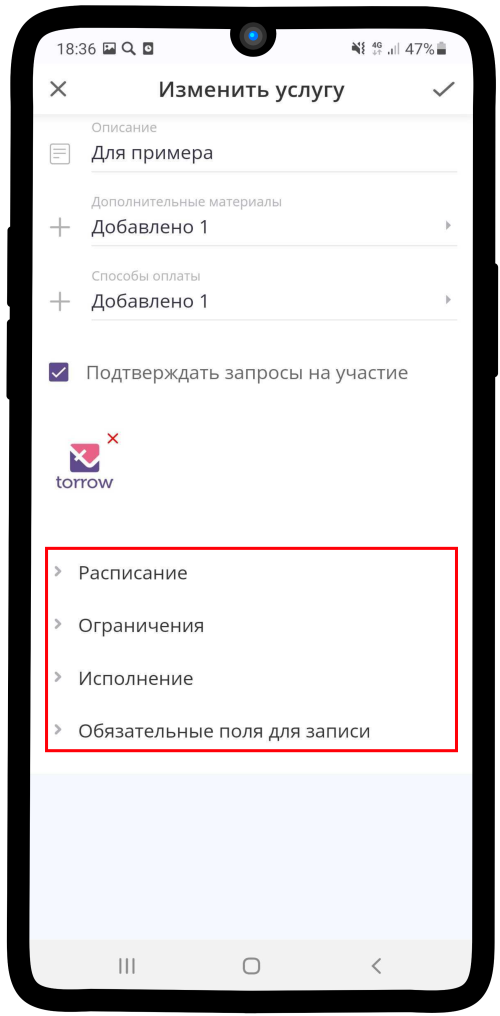 18:36 4G 47%
Изменить услугу
Описание
Для примера
Дополнительные материалы
Добавлено 1
Способы оплаты
Добавлено 1
Подтверждать запросы на участие
torrow
Расписание
Ограничения
Исполнение
Обязательные поля для записи